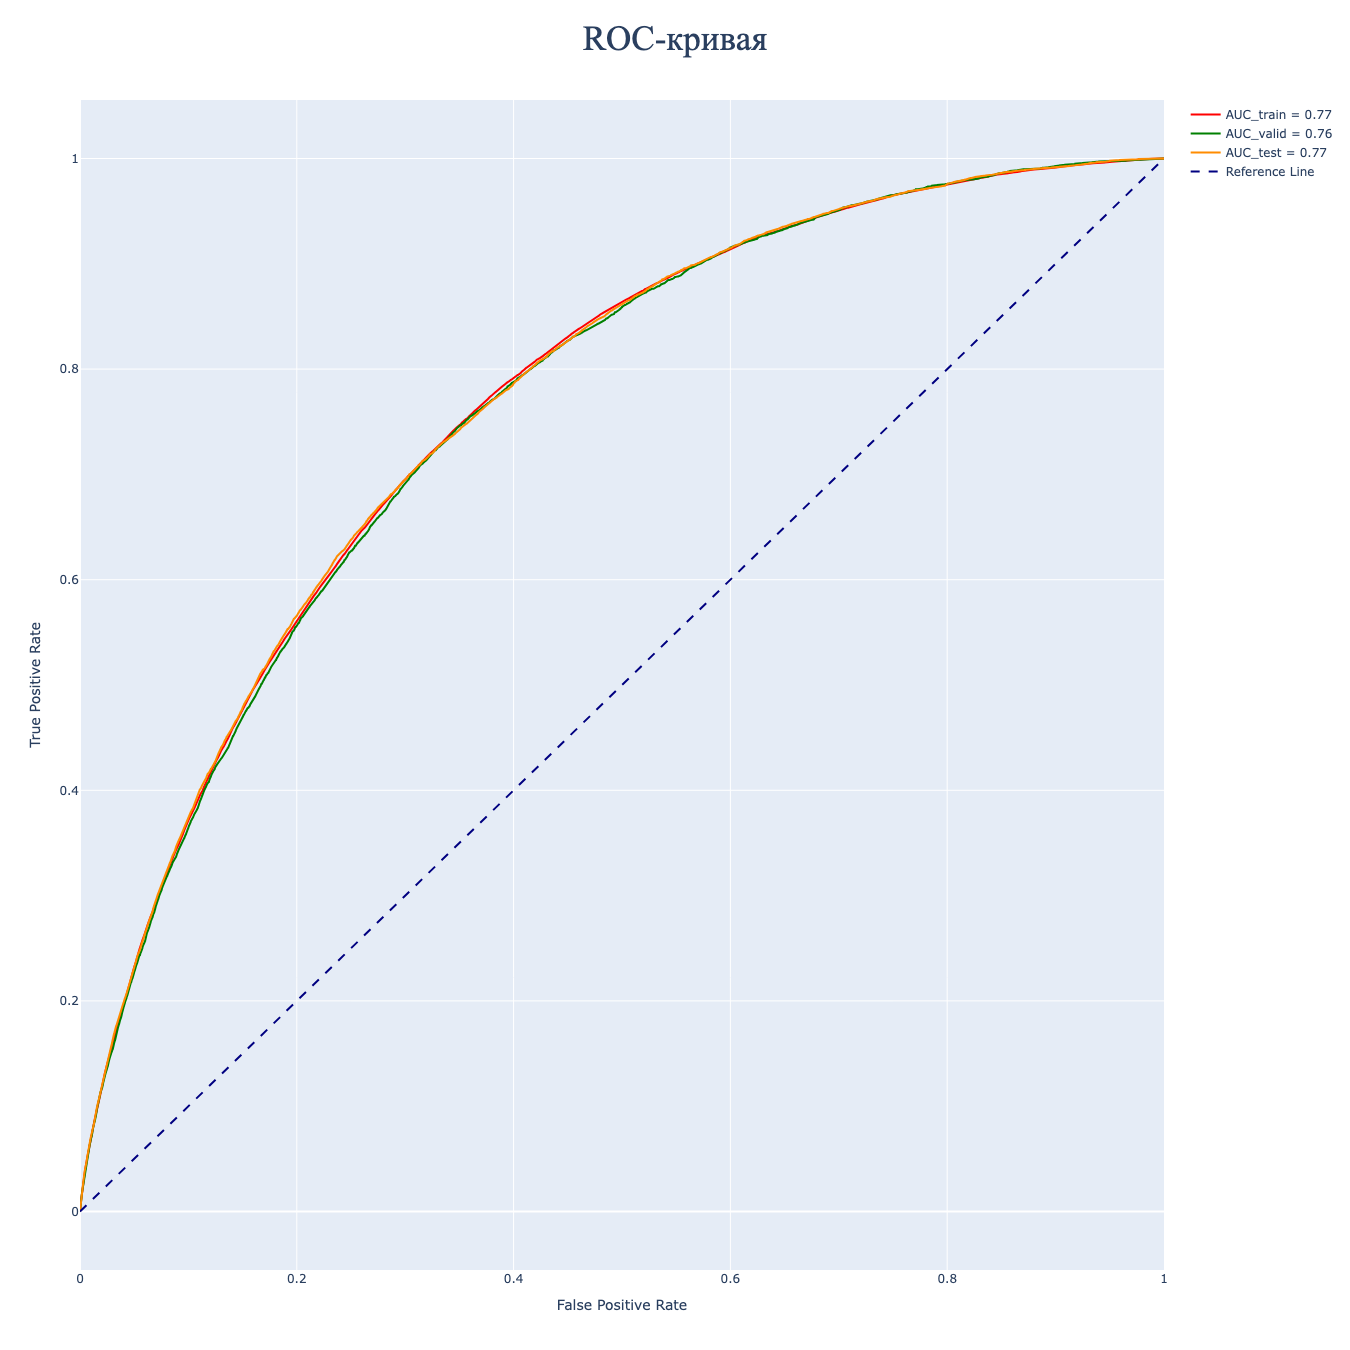 ROC-кривая
AUC_train = 0.77
AUC_valid = 0.76
AUC_test = 0.77
Reference Line
True Positive Rate
1
0.8
0.6
0.4
0.2
0
0
0.2
0.4
0.6
0.8
1
False Positive Rate